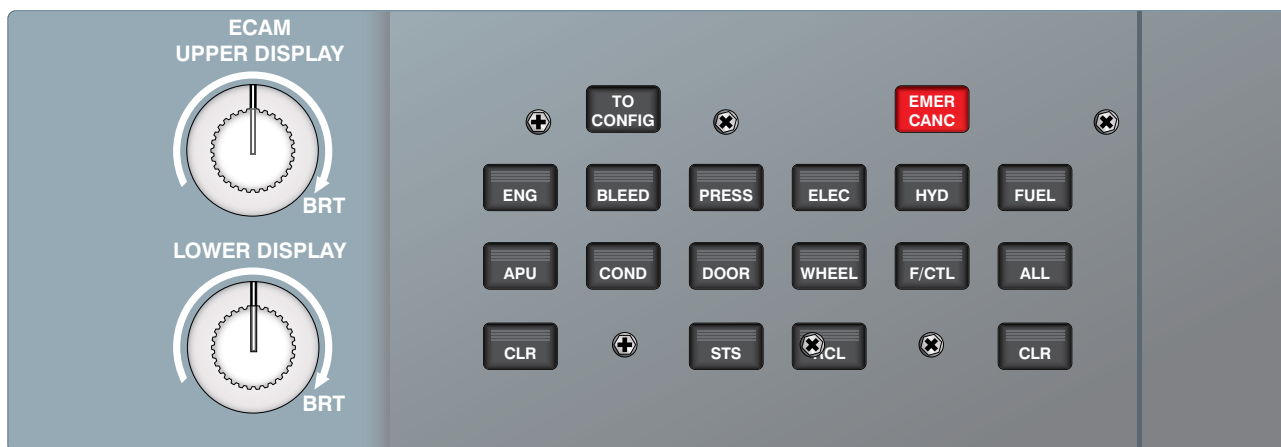 ECAM
UPPER DISPLAY
BRT
LOWER DISPLAY
BRT
TO
CONFIG
EMER
CANC
ENG BLEED PRESS ELEC HYD FUEL
APU COND DOOR WHEEL F/CTL ALL
CLR STS CLR